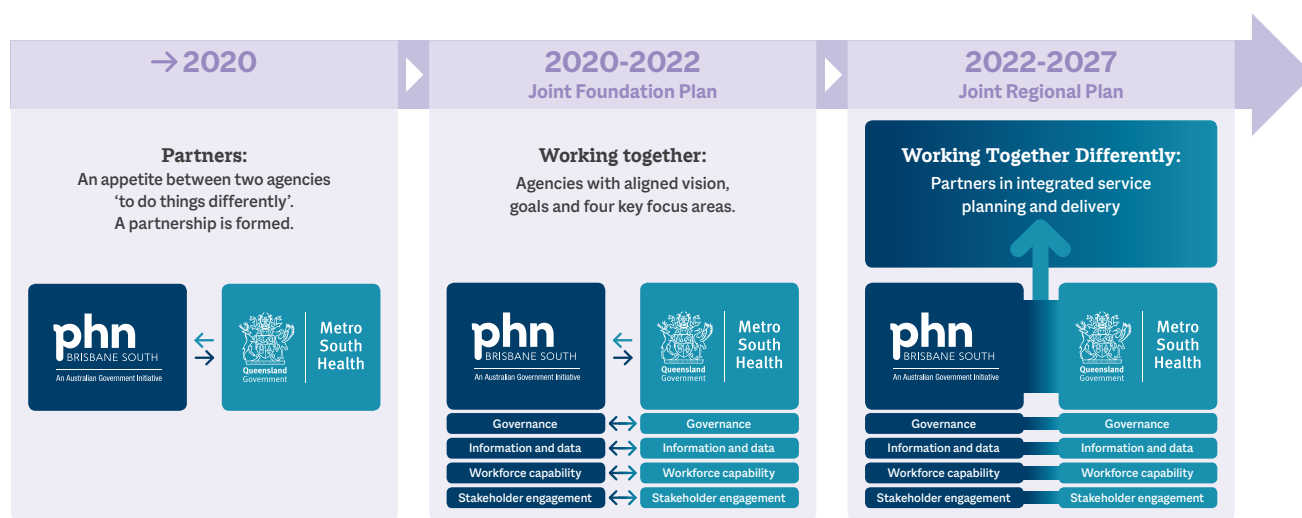 → 2020
Partners:
An appetite between two agencies
‘to do things differently’.
A partnership is formed.
phn
BRISBANE SOUTH
An Australian Government Initiative
Queensland
Government
Metro
South
Health
2020-2022
Joint Foundation Plan
Working together:
Agencies with aligned vision,
goals and four key focus areas.
phn
BRISBANE SOUTH
An Australian Government Initiative
Queensland
Government
Metro
South
Health
Governance
Governance
Information and data
Information and data
Workforce capability
Workforce capability
Stakeholder engagement
Stakeholder engagement
2022-2027
Joint Regional Plan
Working Together Differently:
Partners in integrated service
planning and delivery
phn
BRISBANE SOUTH
An Australian Government Initiative
Queensland
Government
Metro
South
Health
Governance
Governance
Information and data
Information and data
Workforce capability
Workforce capability
Stakeholder engagement
Stakeholder engagement